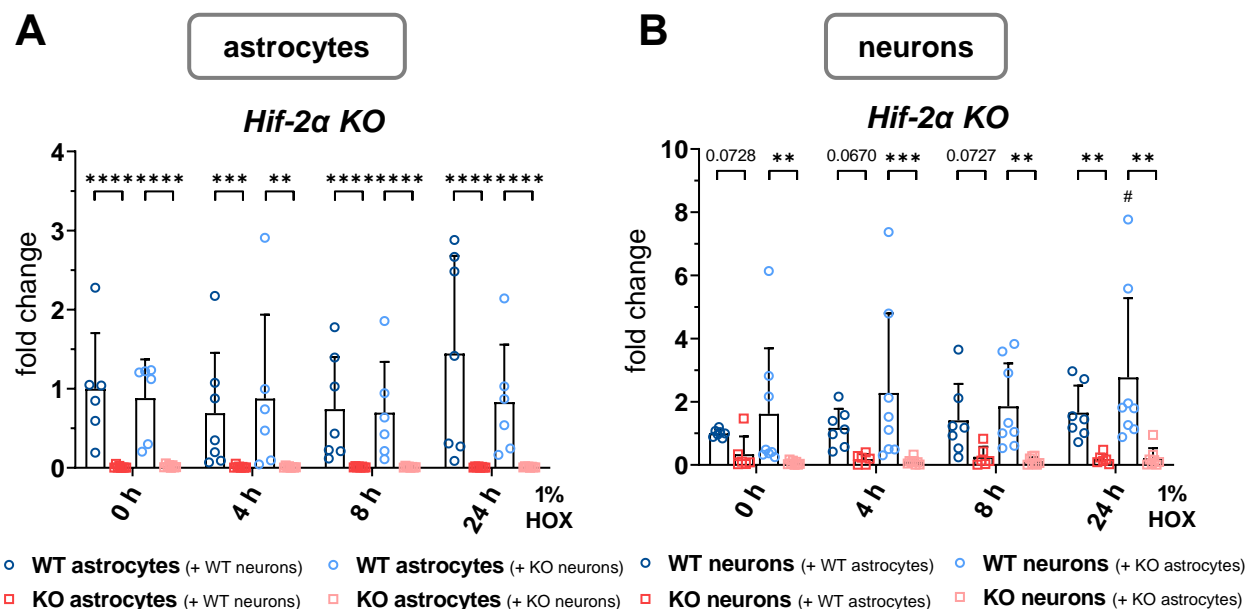 A
astrocytes
Hif-2α KO
fold change
4
3
2
1
0
**** **** *** ** **** **** **** ****
0 h
4 h
8 h
24 h
1%
HOX
WT astrocytes (+ WT neurons)
WT astrocytes (+ KO neurons)
KO astrocytes (+ WT neurons)
KO astrocytes (+ KO neurons)
B
neurons
Hif-2α KO
fold change
10
8
6
4
2
0
0.0728 ** 0.0670 *** 0.0727 ** ** **
#
0 h
4 h
8 h
24 h
1%
HOX
WT neurons (+ WT astrocytes)
WT neurons (+ KO astrocytes)
KO neurons (+ WT astrocytes)
KO neurons (+ KO astrocytes)